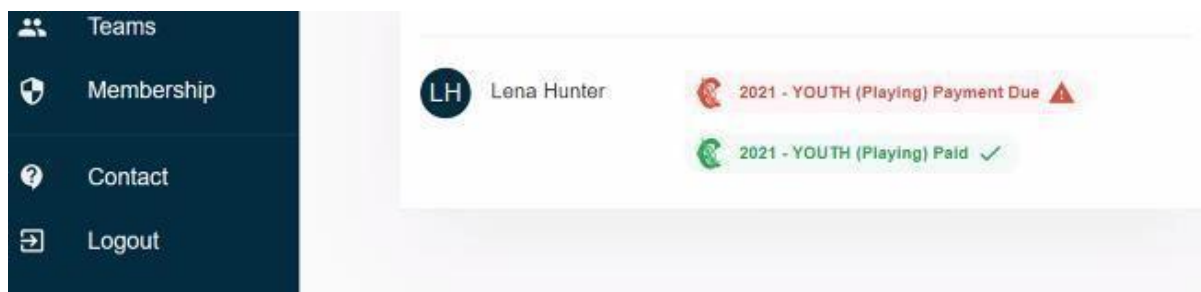 Teams
Membership
Contact
Logout
LH
Lena Hunter
2021 - YOUTH (Playing) Payment Due
2021 - YOUTH (Playing) Paid